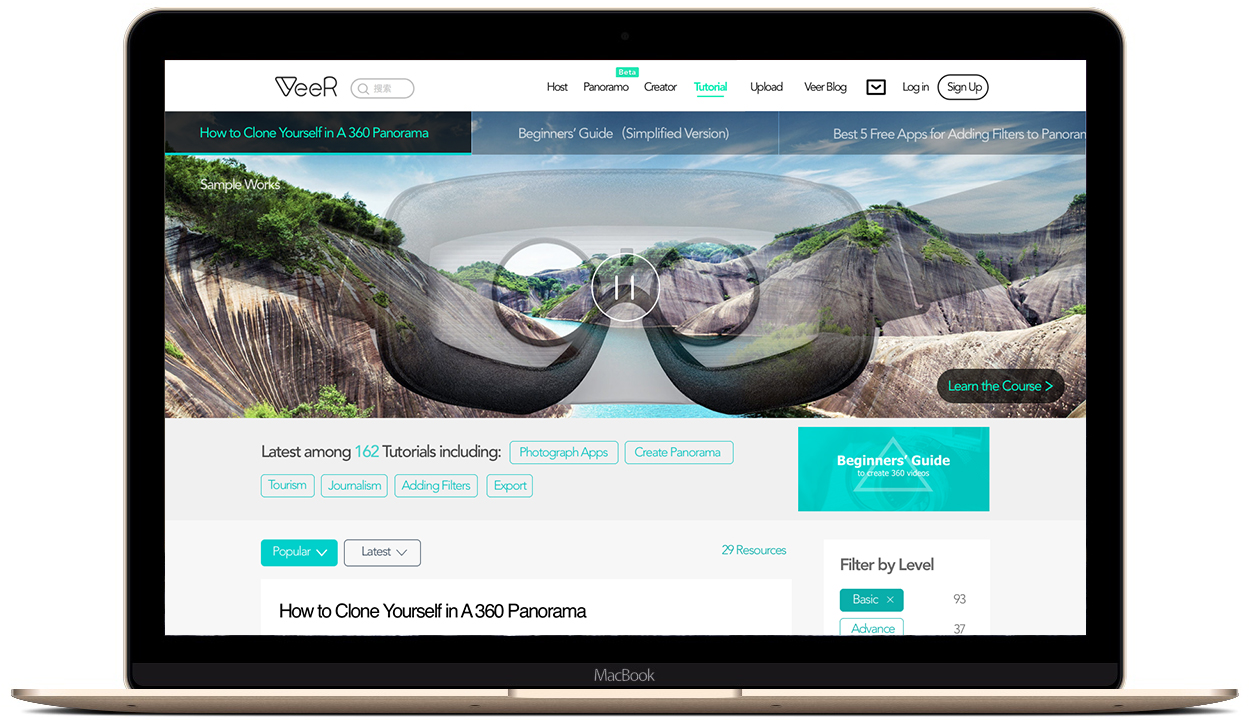 VeeR
搜索
Host
Panoramo
Beta
Creator
Tutorial
Upload
Veer Blog
Log in
Sign Up
How to Clone Yourself in A 360 Panorama
Beginners' Guide (Simplified Version)
Best 5 Free Apps for Adding Filters to Panoram
Sample Works
Learn the Course >
Latest among 162 Tutorials including:
Photograph Apps
Create Panorama
Tourism
Journalism
Adding Filters
Export
Beginners' Guide
to create 360 videos
Popular
Latest
29 Resources
Filter by Level
Basic ×
93
Advance
37
How to Clone Yourself in A 360 Panorama
MacBook